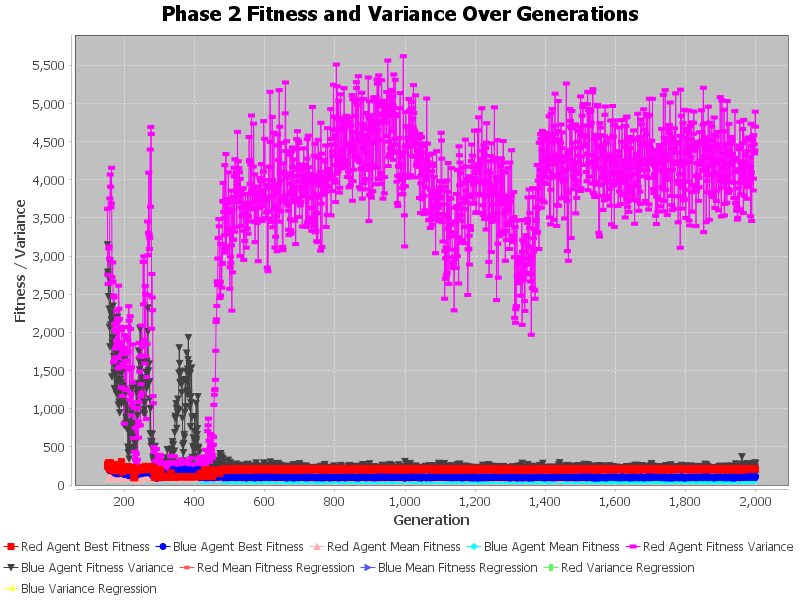 Phase 2 Fitness and Variance Over Generations
Fitness / Variance
5,500
5,000
4,500
4,000
3,500
3,000
2,500
2,000
1,500
1,000
500
0
200 400 600 800 1,000 1,200 1,400 1,600 1,800 2,000
Generation
Red Agent Best Fitness Blue Agent Best Fitness Red Agent Mean Fitness Blue Agent Mean Fitness Red Agent Fitness Variance
Blue Agent Fitness Variance Red Mean Fitness Regression Blue Mean Fitness Regression Red Variance Regression
Blue Variance Regression